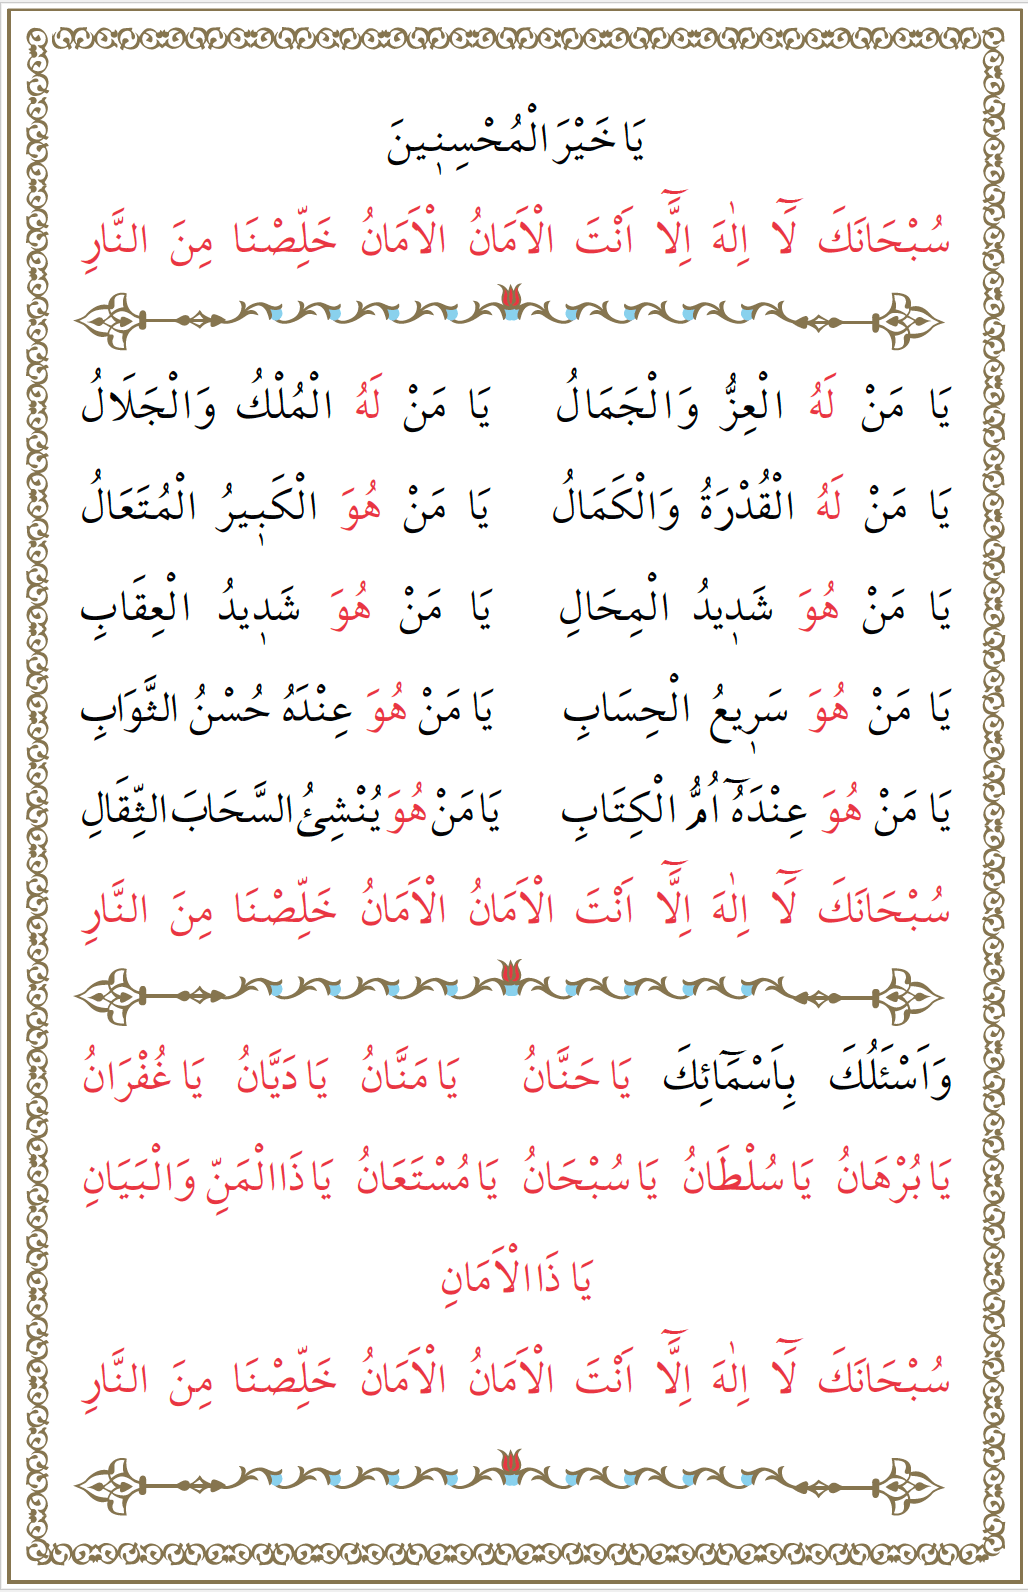 يَا خَيْرَ الْمُحْسِنٖينَ
سُبْحَانَكَ لَٓا اِلٰهَ اِلَّٓا اَنْتَ الْاَمَانُ الْاَمَانُ خَلِّصْنَا مِنَ النَّارِ
يَا مَنْ لَهُ الْعِزُّ وَالْجَمَالُ يَا مَنْ لَهُ الْمُلْكُ وَالْجَلَالُ
يَا مَنْ لَهُ الْقُدْرَةُ وَالْكَمَالُ يَا مَنْ هُوَ الْكَبٖيرُ الْمُتَعَالُ
يَا مَنْ هُوَ شَدٖيدُ الْمِحَالِ يَا مَنْ هُوَ شَدٖيدُ الْعِقَابِ
يَا مَنْ هُوَ سَرٖيعُ الْحِسَابِ يَا مَنْ هُوَ عِنْدَهُ حُسْنُ الثَّوَابِ
يَا مَنْ هُوَ عِنْدَهُٓ اُمُّ الْكِتَابِ يَا مَنْ هُوَ يُنْشِئُ السَّحَابَ الثِّقَالِ
سُبْحَانَكَ لَٓا اِلٰهَ اِلَّٓا اَنْتَ الْاَمَانُ الْاَمَانُ خَلِّصْنَا مِنَ النَّارِ
وَاَسْئَلُكَ بِاَسْمَٓائِكَ يَا حَنَّانُ يَا مَنَّانُ يَا دَيَّانُ يَا غُفْرَانُ
يَا بُرْهَانُ يَا سُلْطَانُ يَا سُبْحَانُ يَا مُسْتَعَانُ يَا ذَا الْمَنِّ وَالْبَيَانِ
يَا ذَا الْاَمَانِ
سُبْحَانَكَ لَٓا اِلٰهَ اِلَّٓا اَنْتَ الْاَمَانُ الْاَمَانُ خَلِّصْنَا مِنَ النَّارِ